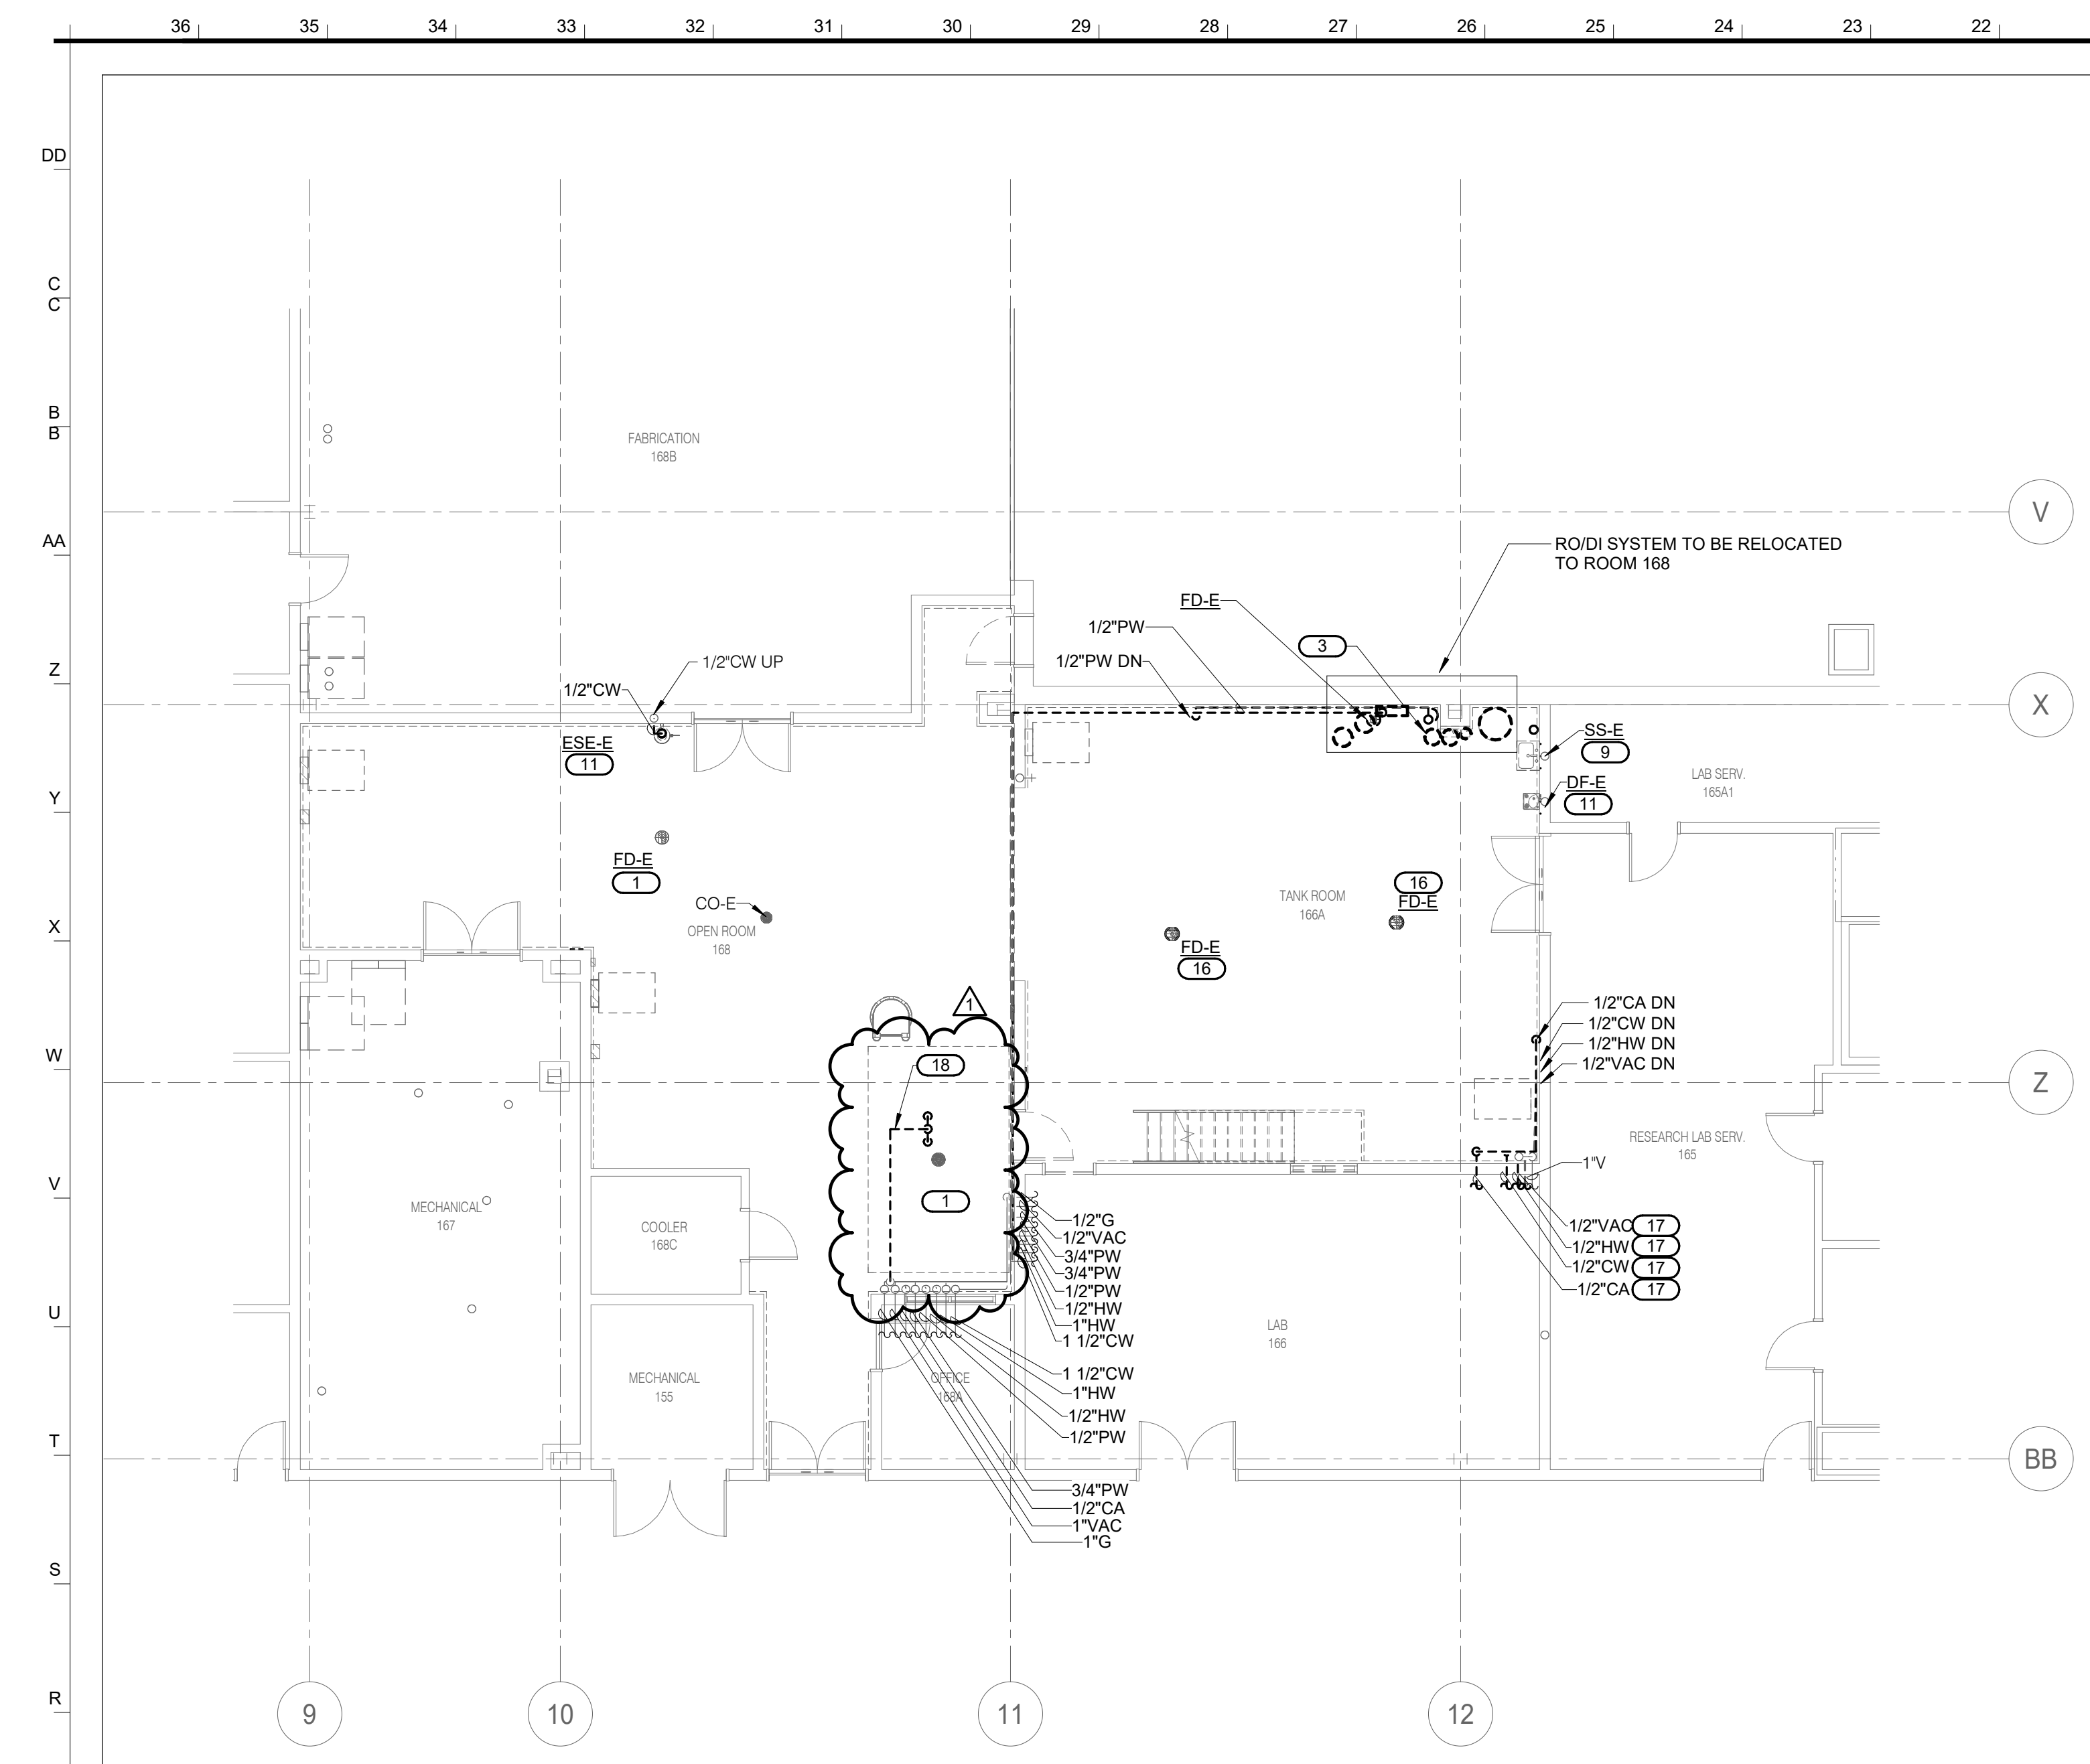 36 35 34 33 32 31 30 29 28 27 26 25 24 23 22
DD
C
C
B
B
FABRICATION
168B
V
AA
RO/DI SYSTEM TO BE RELOCATED
TO ROOM 168
FD-E
1/2"PW
3
1/2"PW DN
Z
1/2"CW UP
1/2"CW
X
ESE-E
11
SS-E
9
LAB SERV.
165A1
DF-E
11
Y
FD-E
1
CO-E
OPEN ROOM
168
TANK ROOM
166A
16
FD-E
X
FD-E
16
1
1/2"CA DN
1/2"CW DN
1/2"HW DN
1/2"VAC DN
W
18
Z
RESEARCH LAB SERV.
165
1"V
V
MECHANICAL
167
COOLER
168C
1
1/2"G
1/2"VAC
3/4"PW
3/4"PW
1/2"PW
1/2"HW
1"HW
1 1/2"CW
1/2"VAC 17
1/2"HW 17
1/2"CW 17
1/2"CA 17
U
LAB
166
MECHANICAL
155
OFFICE
168A
1 1/2"CW
1"HW
1/2"HW
1/2"PW
T
BB
3/4"PW
1/2"CA
1"VAC
1"G
S
R
9 10 11 12